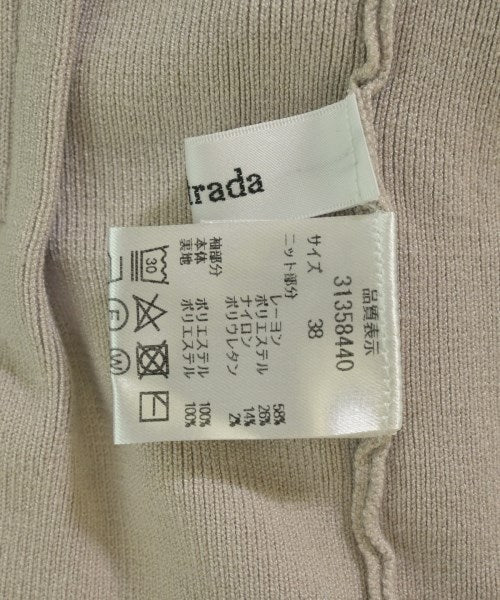 trada
品質表示
31358440
サイズ 38
ニット部分
レーヨン 58%
ポリエステル 26%
ナイロン 14%
ポリウレタン 2%
袖部分
本体 ポリエステル 100%
裏地 ポリエステル 100%
30
F
W